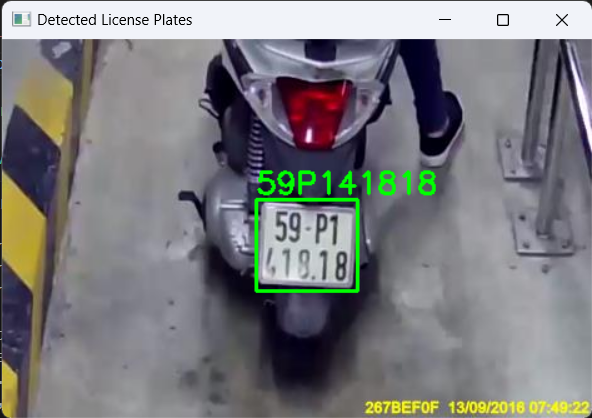 Detected License Plates
59P141818
59-P1
418.18
267BEF0F 13/09/2016 07:49:22